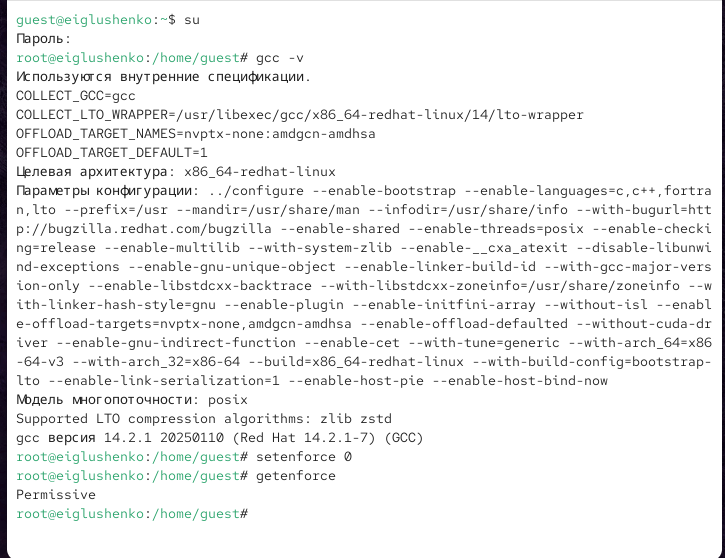 guest@eiglushenko:~$ su
Пароль:
root@eiglushenko:/home/guest# gcc -v
Используются внутренние спецификации.
COLLECT_GCC=gcc
COLLECT_LTO_WRAPPER=/usr/libexec/gcc/x86_64-redhat-linux/14/lto-wrapper
OFFLOAD_TARGET_NAMES=nvptx-none:amdgcn-amdhsa
OFFLOAD_TARGET_DEFAULT=1
Целевая архитектура: x86_64-redhat-linux
Параметры конфигурации: ../configure --enable-bootstrap --enable-languages=c,c++,fortra
n,lto --prefix=/usr --mandir=/usr/share/man --infodir=/usr/share/info --with-bugurl=htt
p://bugzilla.redhat.com/bugzilla --enable-shared --enable-threads=posix --enable-checki
ng=release --enable-multilib --with-system-zlib --enable-__cxa_atexit --disable-libunwi
nd-exceptions --enable-gnu-unique-object --enable-linker-build-id --with-gcc-major-vers
ion-only --enable-libstdcxx-backtrace --with-libstdcxx-zoneinfo=/usr/share/zoneinfo --w
ith-linker-hash-style=gnu --enable-plugin --enable-initfini-array --without-isl --enabl
e-offload-targets=nvptx-none,amdgcn-amdhsa --enable-offload-defaulted --without-cuda-dr
iver --enable-gnu-indirect-function --enable-cet --with-tune=generic --with-arch_64=x86
-64-v3 --with-arch_32=x86-64 --build=x86_64-redhat-linux --with-build-config=bootstrap-
lto --enable-link-serialization=1 --enable-host-pie --enable-host-bind-now
Модель многопоточности: posix
Supported LTO compression algorithms: zlib zstd
gcc версия 14.2.1 20250110 (Red Hat 14.2.1-7) (GCC)
root@eiglushenko:/home/guest# setenforce 0
root@eiglushenko:/home/guest# getenforce
Permissive
root@eiglushenko:/home/guest#